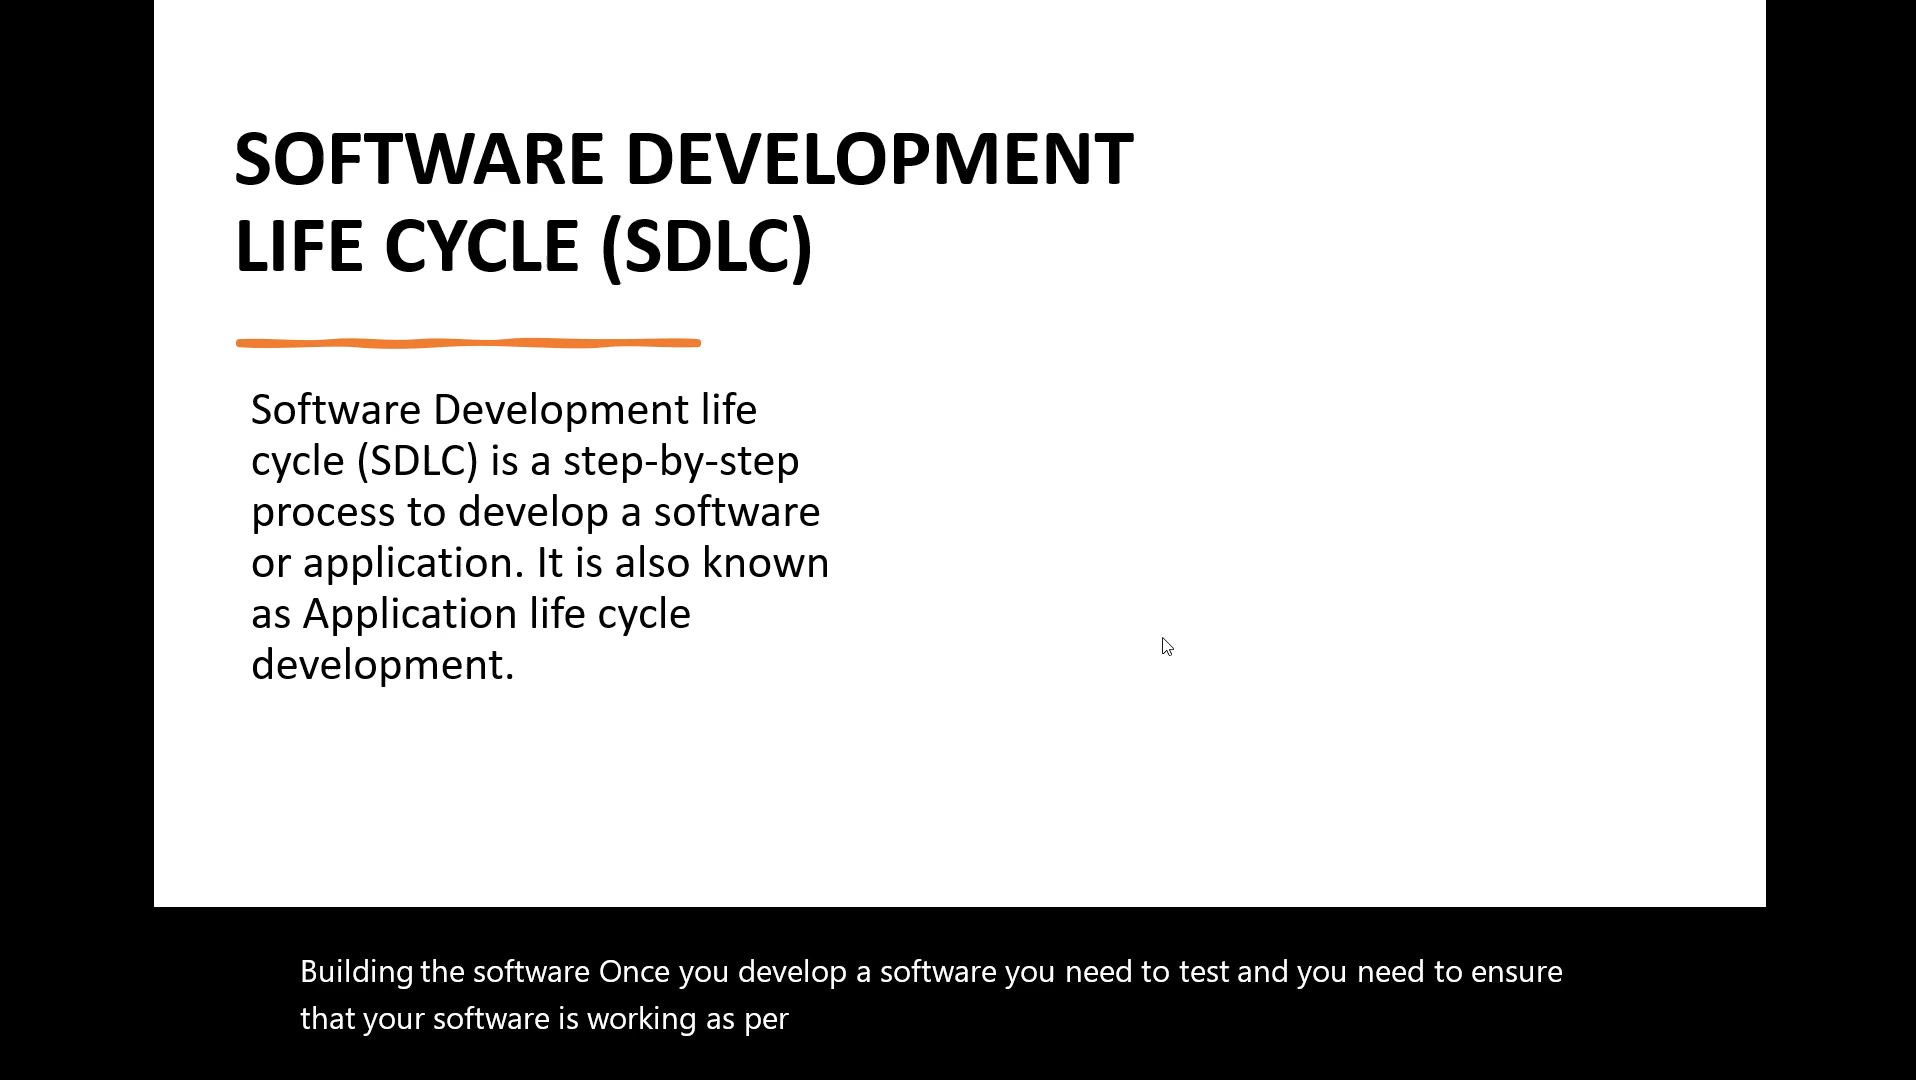 SOFTWARE DEVELOPMENT
LIFE CYCLE (SDLC)
Software Development life
cycle (SDLC) is a step-by-step
process to develop a software
or application. It is also known
as Application life cycle
development.
Building the software Once you develop a software you need to test and you need to ensure
that your software is working as per